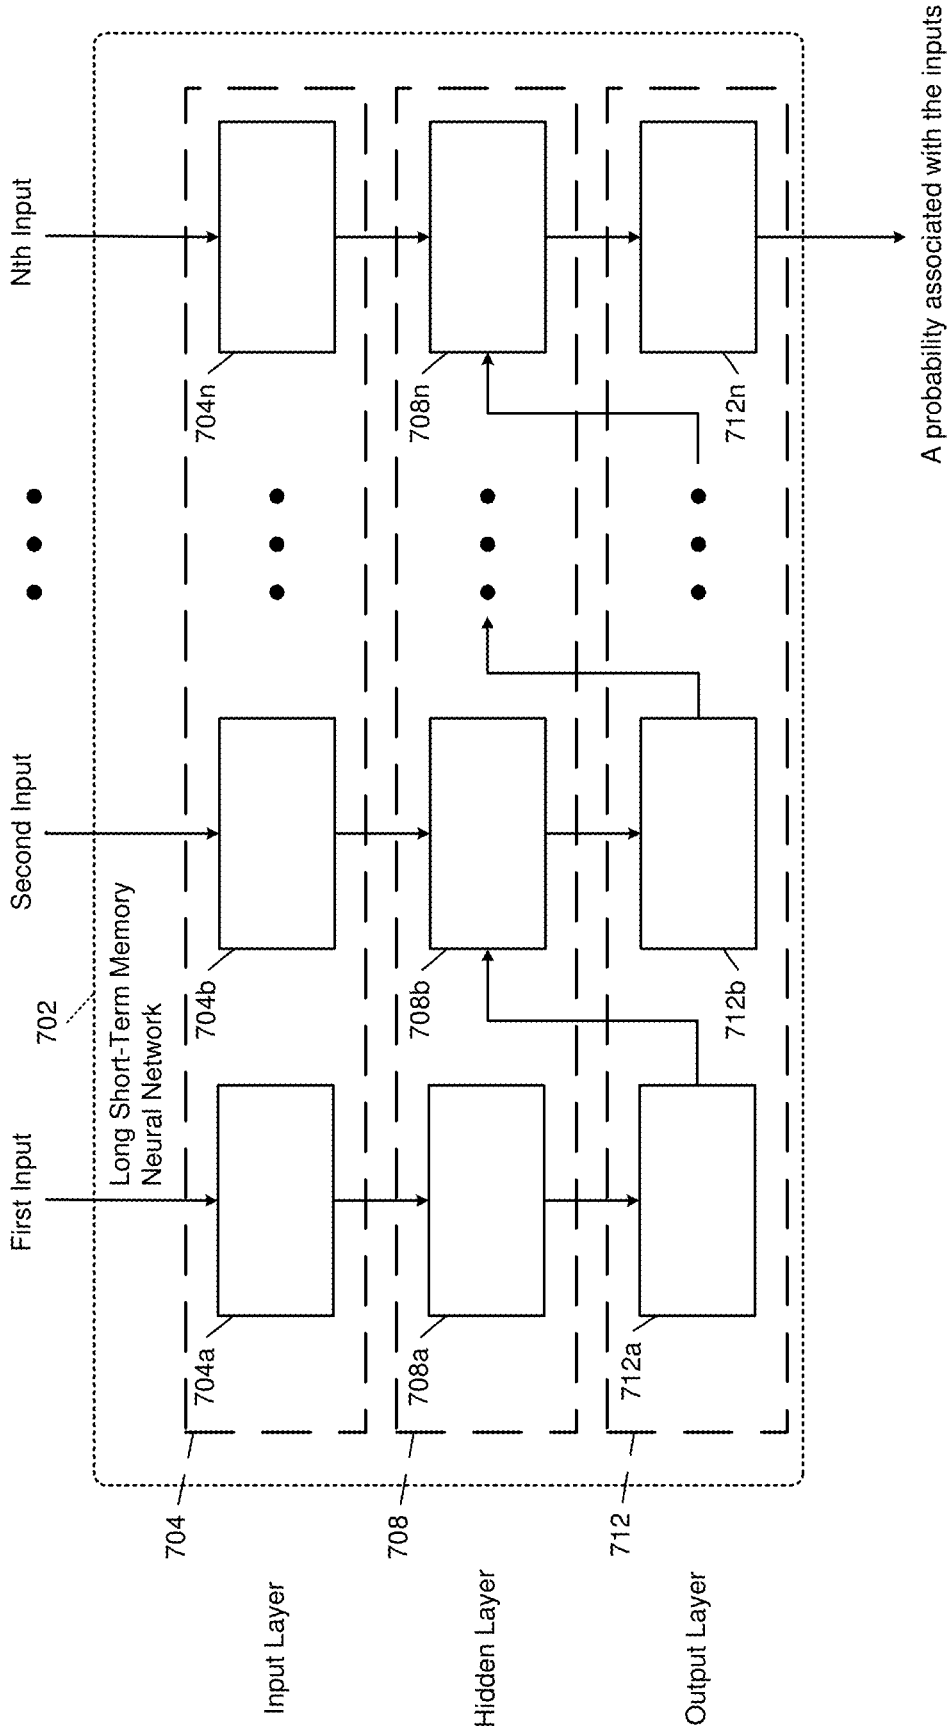 First Input
Second Input
Nth Input
702
Long Short-Term Memory
Neural Network
704
Input Layer
704a
704b
704n
708
Hidden Layer
708a
708b
708n
712
Output Layer
712a
712b
712n
A probability associated with the inputs